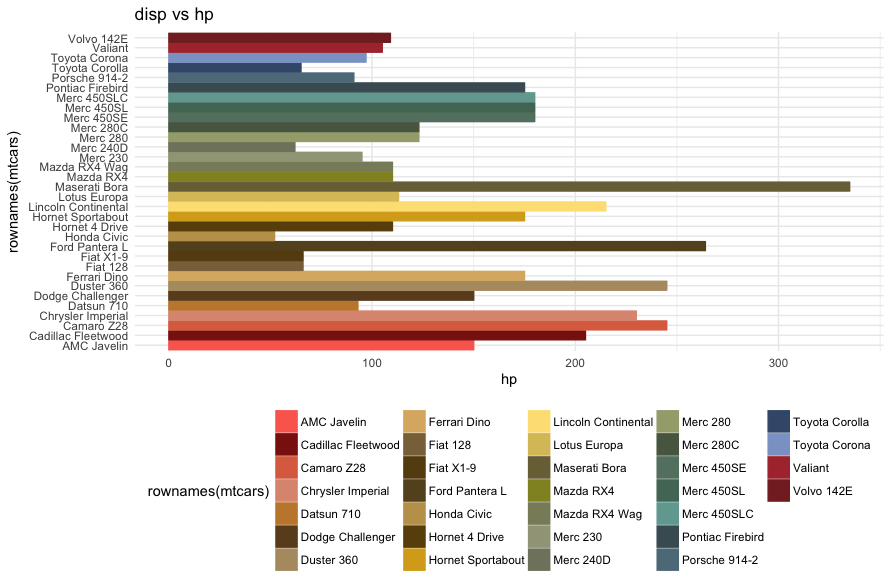 disp vs hp
rownames(mtcars)
Volvo 142E
Valiant
Toyota Corona
Toyota Corolla
Porsche 914-2
Pontiac Firebird
Merc 450SLC
Merc 450SL
Merc 450SE
Merc 280C
Merc 280
Merc 240D
Merc 230
Mazda RX4 Wag
Mazda RX4
Maserati Bora
Lotus Europa
Lincoln Continental
Hornet Sportabout
Hornet 4 Drive
Honda Civic
Ford Pantera L
Fiat X1-9
Fiat 128
Ferrari Dino
Duster 360
Dodge Challenger
Datsun 710
Chrysler Imperial
Camaro Z28
Cadillac Fleetwood
AMC Javelin
0 100 200 300
hp
rownames(mtcars)
AMC Javelin
Cadillac Fleetwood
Camaro Z28
Chrysler Imperial
Datsun 710
Dodge Challenger
Duster 360
Ferrari Dino
Fiat 128
Fiat X1-9
Ford Pantera L
Honda Civic
Hornet 4 Drive
Hornet Sportabout
Lincoln Continental
Lotus Europa
Maserati Bora
Mazda RX4
Mazda RX4 Wag
Merc 230
Merc 240D
Merc 280
Merc 280C
Merc 450SE
Merc 450SL
Merc 450SLC
Pontiac Firebird
Porsche 914-2
Toyota Corolla
Toyota Corona
Valiant
Volvo 142E